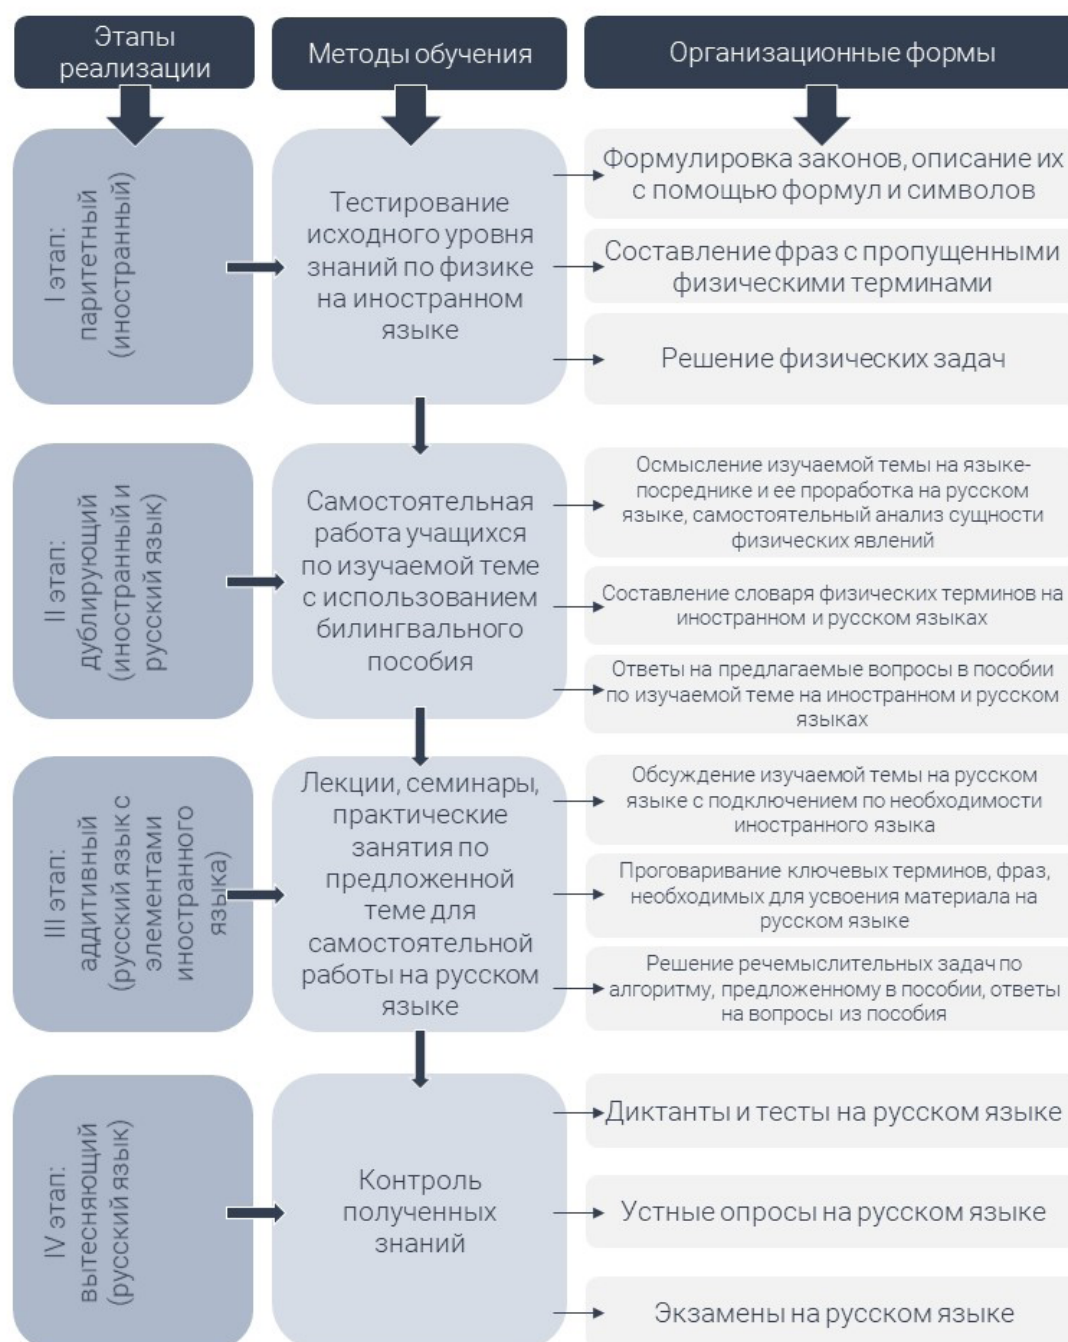 Этапы
реализации
Методы обучения
Организационные формы
I этап:
паритетный
(иностранный)
Тестирование
исходного уровня
знаний по физике
на иностранном
языке
Формулировка законов, описание их
с помощью формул и символов
Составление фраз с пропущенными
физическими терминами
Решение физических задач
II этап:
дублирующий
(иностранный и
русский язык)
Самостоятельная
работа учащихся
по изучаемой теме
с использованием
билингвального
пособия
Осмысление изучаемой темы на языке-
посреднике и ее проработка на русском
языке, самостоятельный анализ сущности
физических явлений
Составление словаря физических терминов на
иностранном и русском языках
Ответы на предлагаемые вопросы в пособии
по изучаемой теме на иностранном и русском
языках
III этап:
аддитивный
(русский язык с
элементами
иностранного
языка)
Лекции, семинары,
практические
занятия по
предложенной
теме для
самостоятельной
работы на русском
языке
Обсуждение изучаемой темы на русском
языке с подключением по необходимости
иностранного языка
Проговаривание ключевых терминов, фраз,
необходимых для усвоения материала на
русском языке
Решение речемыслительных задач по
алгоритму, предложенному в пособии, ответы
на вопросы из пособия
IV этап:
вытесняющий
(русский язык)
Контроль
полученных
знаний
Диктанты и тесты на русском языке
Устные опросы на русском языке
Экзамены на русском языке